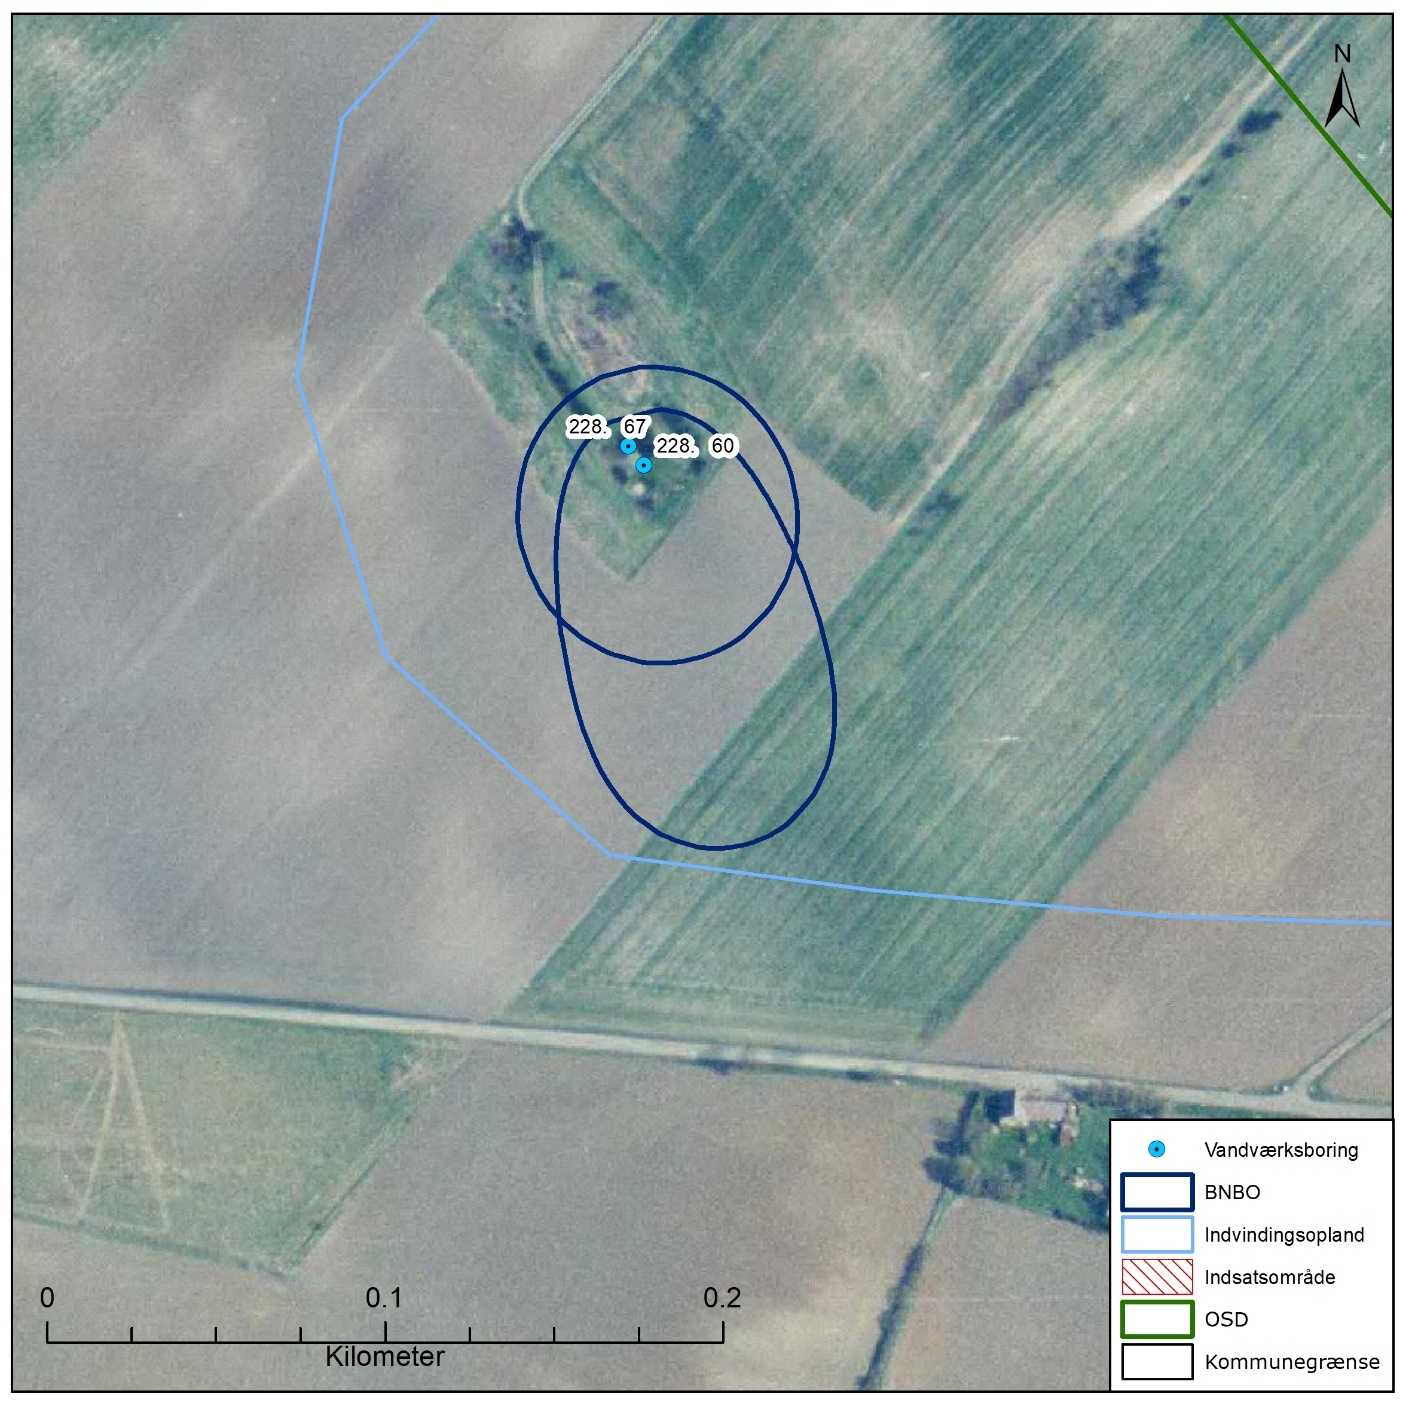 N
228. 67
228. 60
Vandværksboring
BNBO
Indvindingsopland
Indsatsområde
OSD
Kommunegrænse
0 0.1 0.2
Kilometer